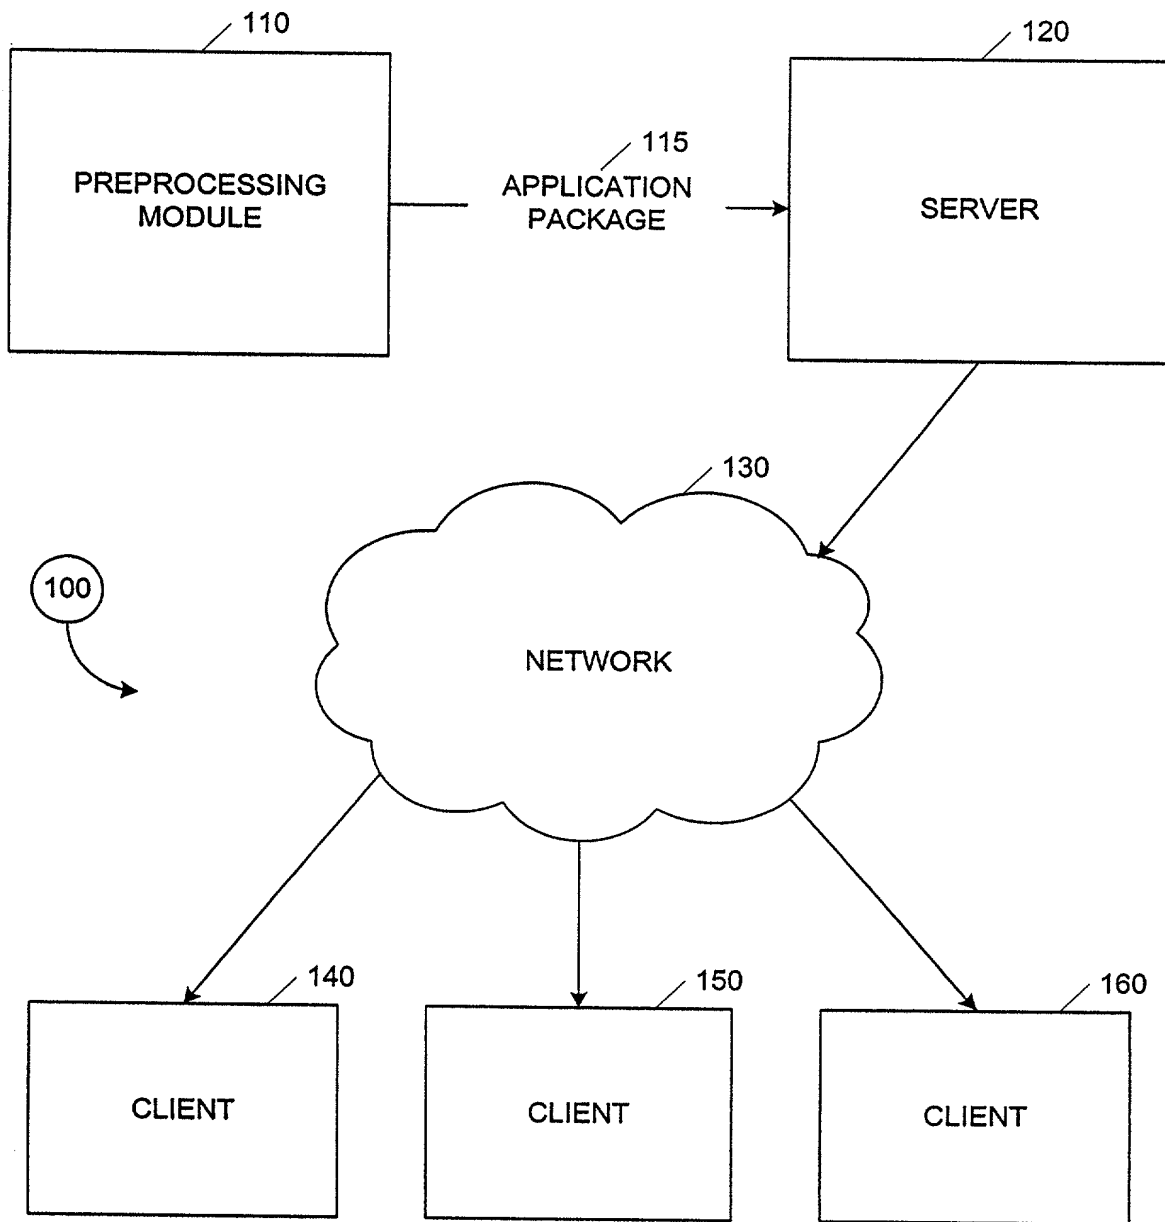 110
120
115
PREPROCESSING
MODULE
APPLICATION
PACKAGE
SERVER
130
100
NETWORK
140
150
160
CLIENT
CLIENT
CLIENT